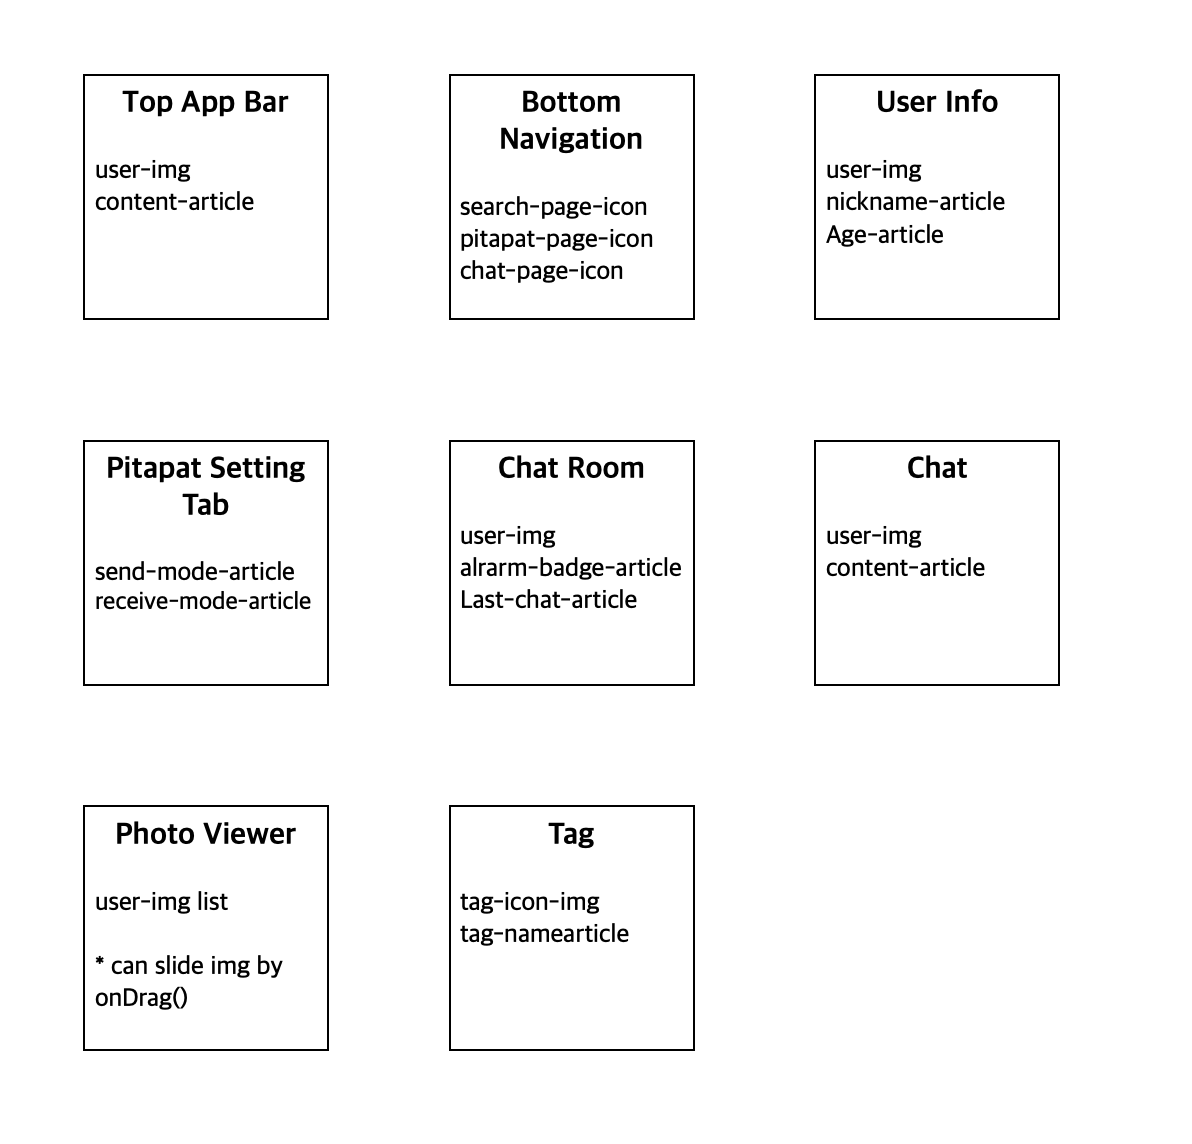 Top App Bar
user-img
content-article
Bottom
Navigation
search-page-icon
pitapat-page-icon
chat-page-icon
User Info
user-img
nickname-article
Age-article
Pitapat Setting
Tab
send-mode-article
receive-mode-article
Chat Room
user-img
alrarm-badge-article
Last-chat-article
Chat
user-img
content-article
Photo Viewer
user-img list
* can slide img by
onDrag()
Tag
tag-icon-img
tag-namearticle